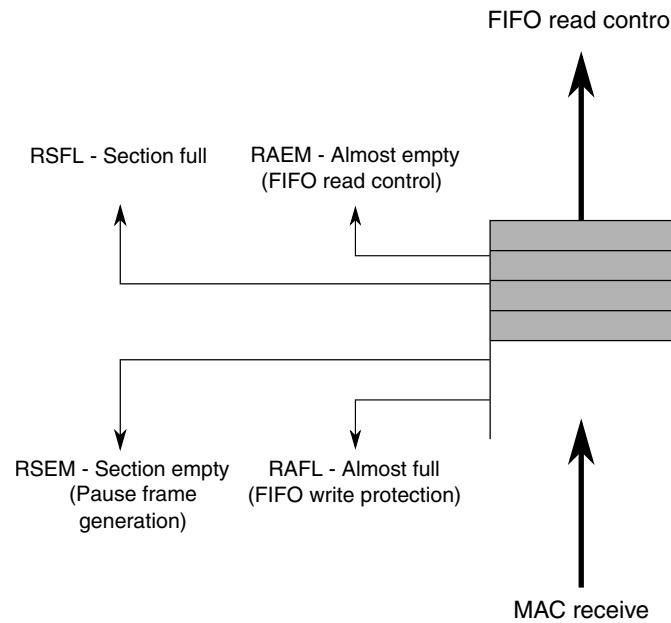 FIFO read contro
RSFL - Section full
RAEM - Almost empty
(FIFO read control)
RSEM - Section empty
(Pause frame
generation)
RAFL - Almost full
(FIFO write protection)
MAC receive